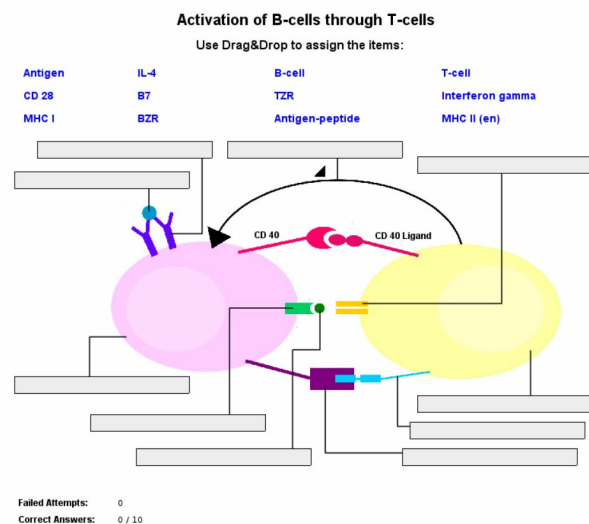 Activation of B-cells through T-cells
Use Drag&Drop to assign the items:
Antigen IL-4 B-cell T-cell
CD 28 B7 TZR Interferon gamma
MHC I BZR Antigen-peptide MHC II (en)
CD 40 CD 40 Ligand
Failed Attempts: 0
Correct Answers: 0 / 10